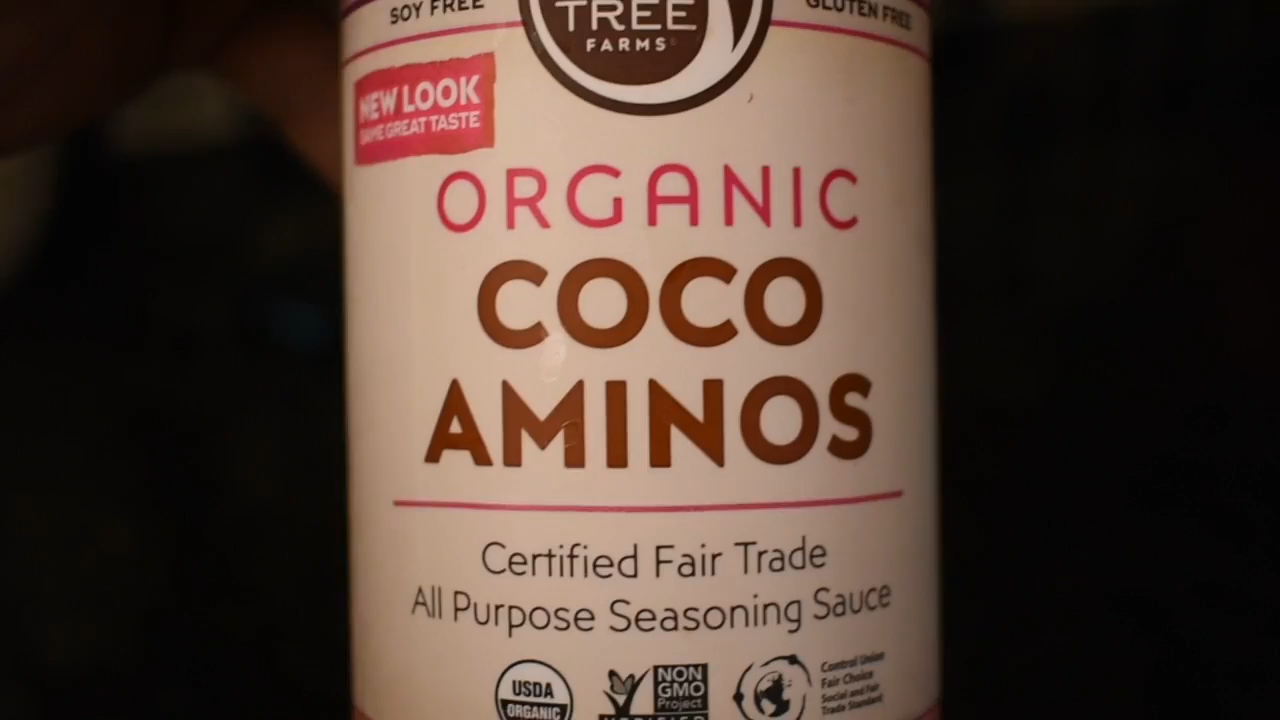 SOY FREE
TREE
FARMS
GLUTEN FREE
NEW LOOK
SAME GREAT TASTE
ORGANIC
COCO
AMINOS
Certified Fair Trade
All Purpose Seasoning Sauce
USDA
ORGANIC
NON
GMO
Project
VERIFIED
Control Union
Fair Choice
Social and Fair
Trade Standard